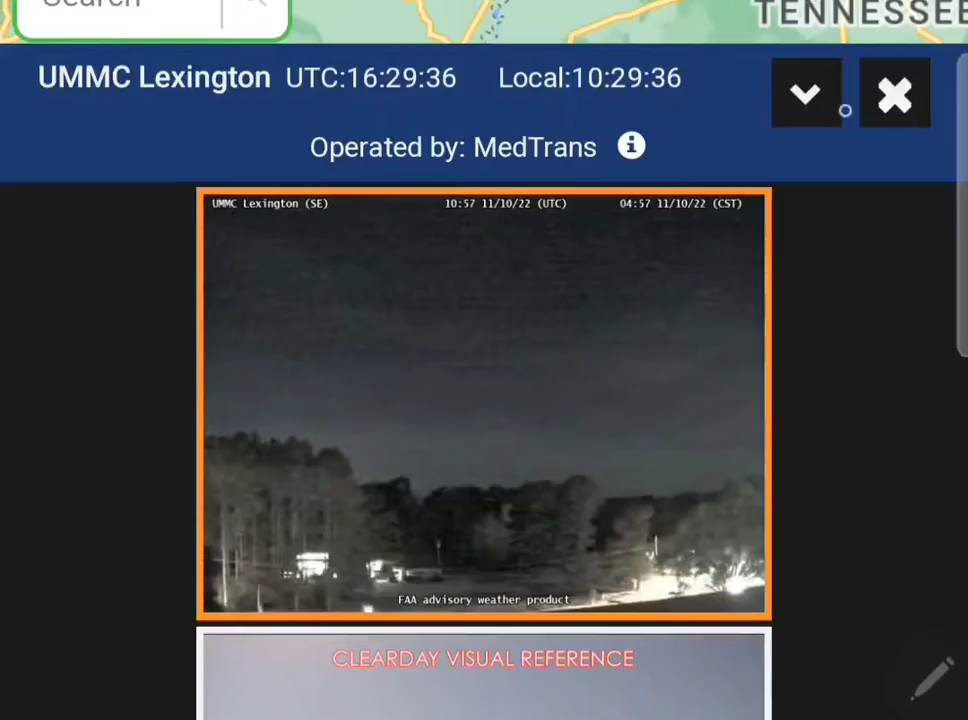 Search
TENNESSEE
UMMC Lexington UTC:16:29:36 Local:10:29:36
Operated by: MedTrans
UMMC Lexington (SE) 10:57 11/10/22 (UTC) 04:57 11/10/22 (CST)
FAA advisory weather product
CLEARDAY VISUAL REFERENCE